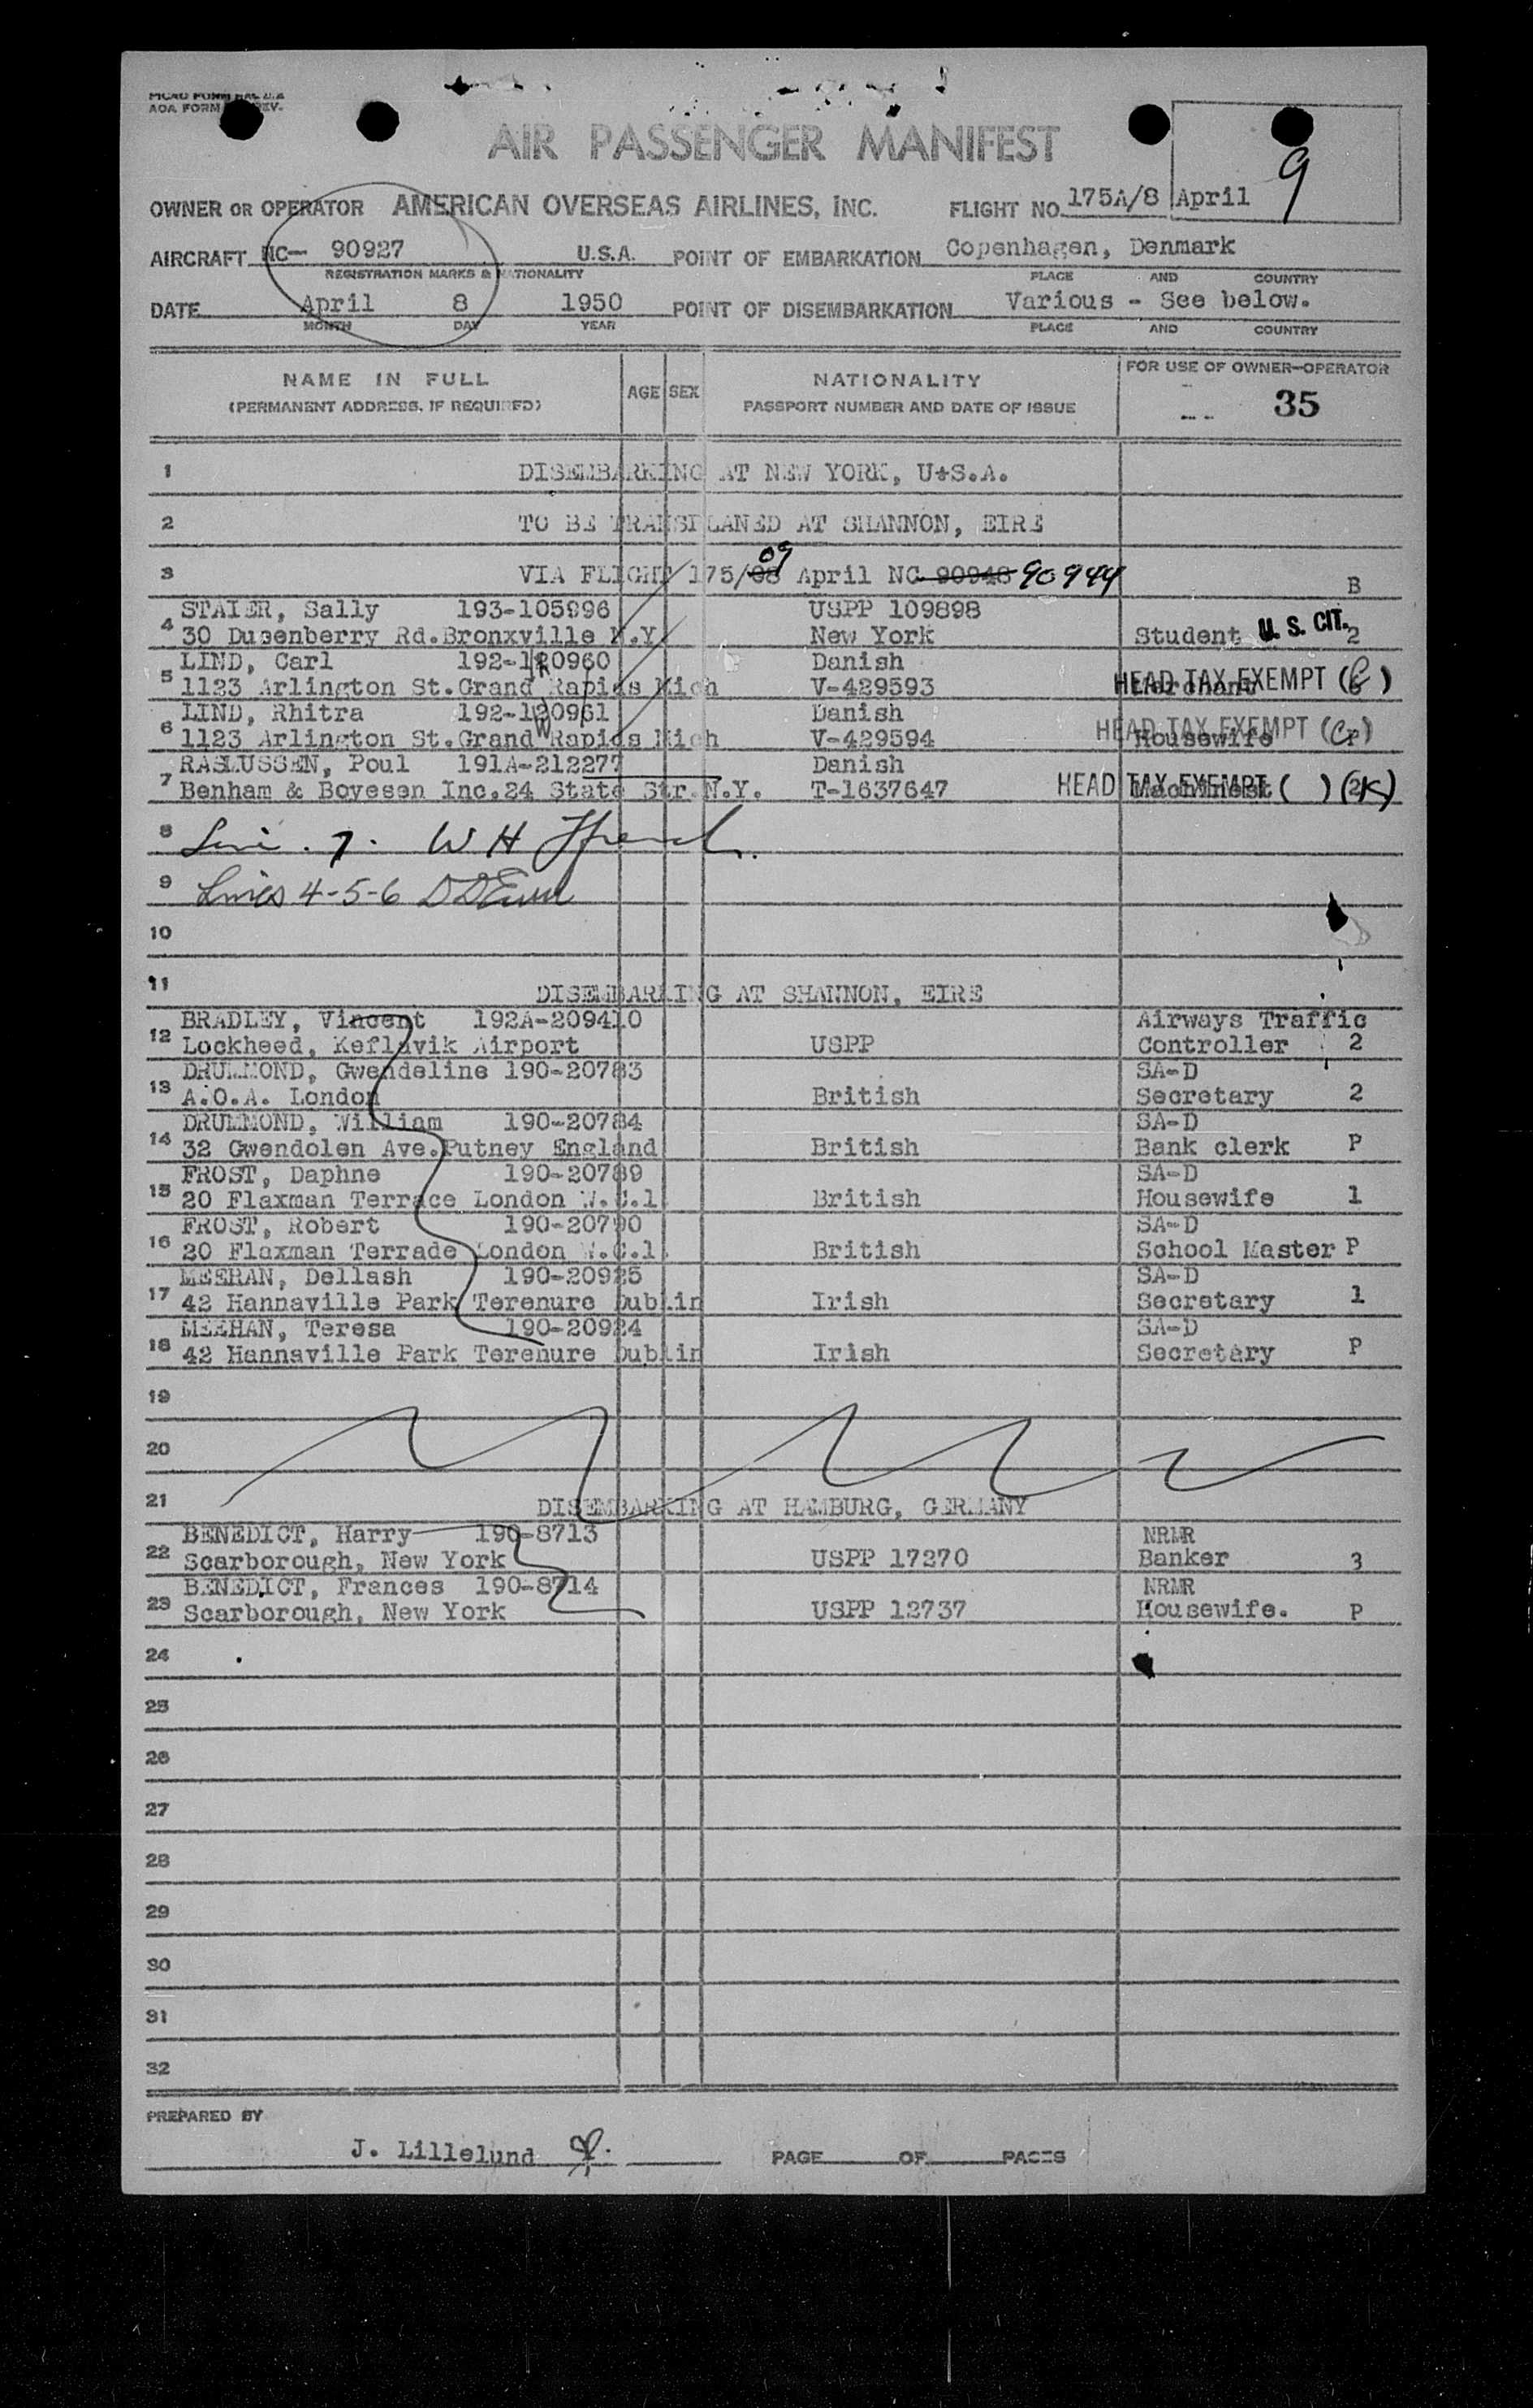 AOA FORM REV.
AIR PASSENGER MANIFEST
9
OWNER OR OPERATOR AMERICAN OVERSEAS AIRLINES, INC. FLIGHT NO. 175A/8 April
AIRCRAFT NC- 90927 U.S.A. POINT OF EMBARKATION Copenhagen, Denmark
REGISTRATION MARKS & NATIONALITY PLACE AND COUNTRY
DATE April 8 1950 POINT OF DISEMBARKATION Various - See below.
MONTH DAY YEAR PLACE AND COUNTRY
NAME IN FULL AGE SEX NATIONALITY FOR USE OF OWNER-OPERATOR
(PERMANENT ADDRESS, IF REQUIRED) PASSPORT NUMBER AND DATE OF ISSUE 35
1 DISEMBARKING AT NEW YORK, U+S.A.
2 TO BE TRANSPLANED AT SHANNON, EIRE
3 VIA FLIGHT 175/08 09 April NC 90948 90944 B
4 STAIER, Sally 193-105896 USPP 109898
30 Dusenberry Rd.Bronxville N.Y. New York Student U. S. CIT. 2
5 LIND, Carl 192-120960 Danish
1123 Arlington St.Grand Rapids Mich V-429593 Merchant HEAD TAX EXEMPT ( )
6 LIND, Rhitra 192-120961 Danish
1123 Arlington St.Grand Rapids Mich V-429594 Housewife HEAD TAX EXEMPT ( )
7 RASMUSSEN, Poul 191A-212277 Danish
Benham & Boyesen Inc.24 State Str.N.Y. T-1637647 Machinest HEAD TAX EXEMPT ( )
8 Line . 7. W H
9 Lines 4-5-6
10
11 DISEMBARKING AT SHANNON, EIRE
12 BRADLEY, Vincent 192A-209410 Airways Traffic
Lockheed, Keflavik Airport USPP Controller 2
13 DRUMMOND, Gwendeline 190-20783 SA-D
A.O.A. London British Secretary 2
14 DRUMMOND, William 190-20784 SA-D
32 Gwendolen Ave.Putney England British Bank clerk P
15 FROST, Daphne 190-20789 SA-D
20 Flaxman Terrace London W.C.1. British Housewife 1
16 FROST, Robert 190-20790 SA-D
20 Flaxman Terrade London W.C.1. British School Master P
17 MEEHAN, Dellash 190-20925 SA-D
42 Hannaville Park Terenure Dublin Irish Secretary 1
18 MEEHAN, Teresa 190-20924 SA-D
42 Hannaville Park Terenure Dublin Irish Secretary P
19
20
21 DISEMBARKING AT HAMBURG, GERMANY
22 BENEDICT, Harry 190-8713 NRMR
Scarborough, New York USPP 17270 Banker 3
23 BENEDICT, Frances 190-8714 NRMR
Scarborough, New York USPP 12737 Housewife. P
24
25
26
27
28
29
30
31
32
PREPARED BY
J. Lillelund PAGE OF PAGES